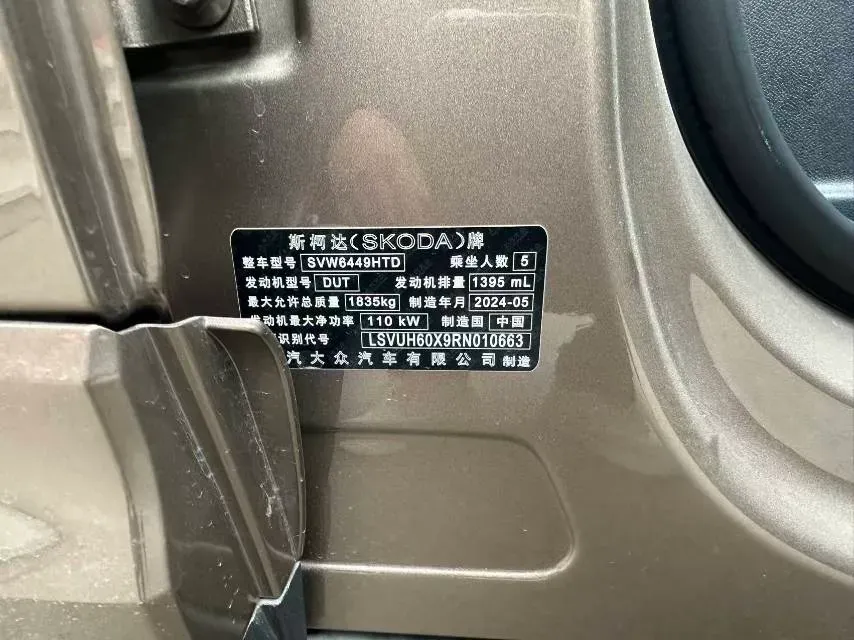 斯柯达(SKODA)牌
整车型号 SVW6449HTD 乘坐人数 5
发动机型号 DUT 发动机排量 1395 mL
最大允许总质量 1835kg 制造年月 2024-05
发动机最大净功率 110 kW 制造国 中国
识别代号 LSVUH60X9RN010663
汽大众汽车有限公司 制造